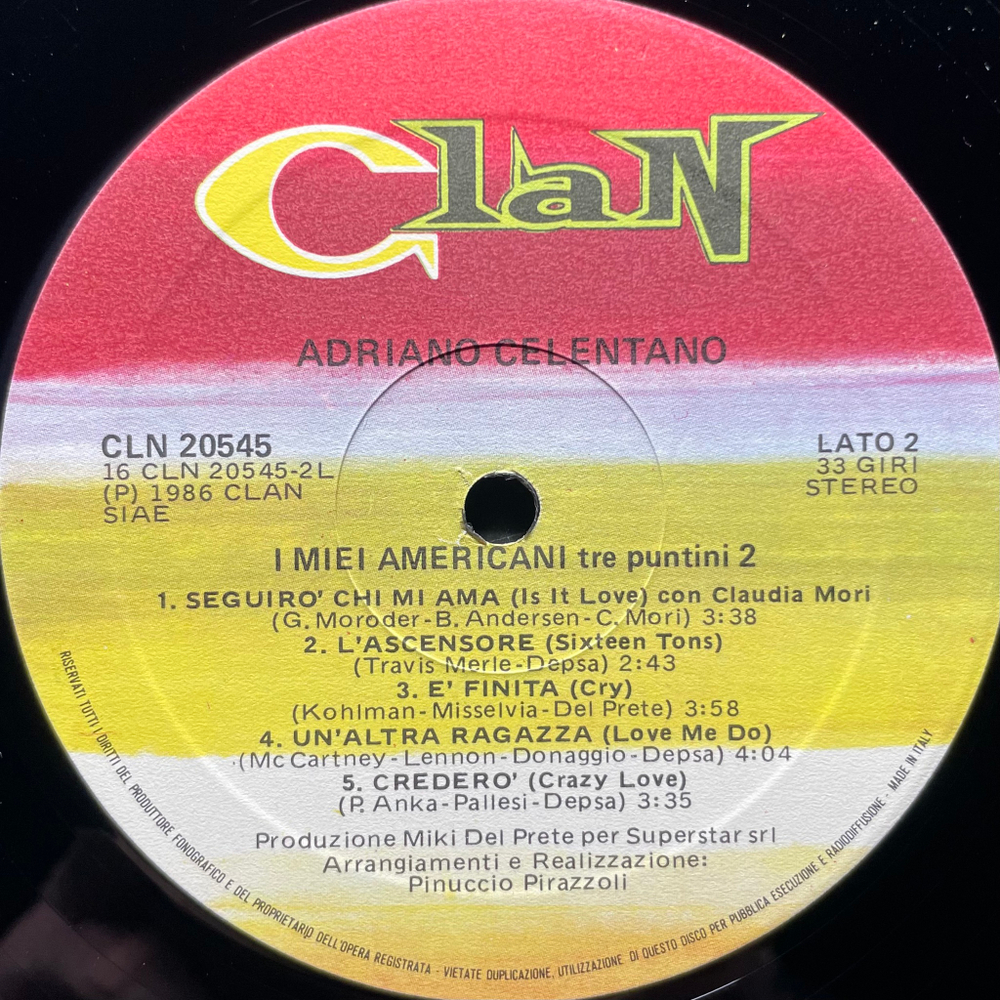 Clan
ADRIANO CELENTANO
CLN 20545
16 CLN 20545-2L
(P) 1986 CLAN
SIAE
LATO 2
33 GIRI
STEREO
I MIEI AMERICANI tre puntini 2
1. SEGUIRO' CHI MI AMA (Is It Love) con Claudia Mori
(G. Moroder-B. Andersen-C. Mori) 3:38
2. L'ASCENSORE (Sixteen Tons)
(Travis Merle-Depsa) 2:43
3. E' FINITA (Cry)
(Kohlman-Misselvia-Del Prete) 3:58
4. UN'ALTRA RAGAZZA (Love Me Do)
(Mc Cartney-Lennon-Donaggio-Depsa) 4:04
5. CREDERO' (Crazy Love)
(P. Anka-Pallesi-Depsa) 3:35
Produzione Miki Del Prete per Superstar srl
Arrangiamenti e Realizzazione:
Pinuccio Pirazzoli
RISERVATI TUTTI I DIRITTI DEL PRODUTTORE FONOGRAFICO E DEL PROPRIETARIO DELL'OPERA REGISTRATA - VIETATE DUPLICAZIONE, UTILIZZAZIONE DI QUESTO DISCO PER PUBBLICA ESECUZIONE E RADIODIFFUSIONE - MADE IN ITALY